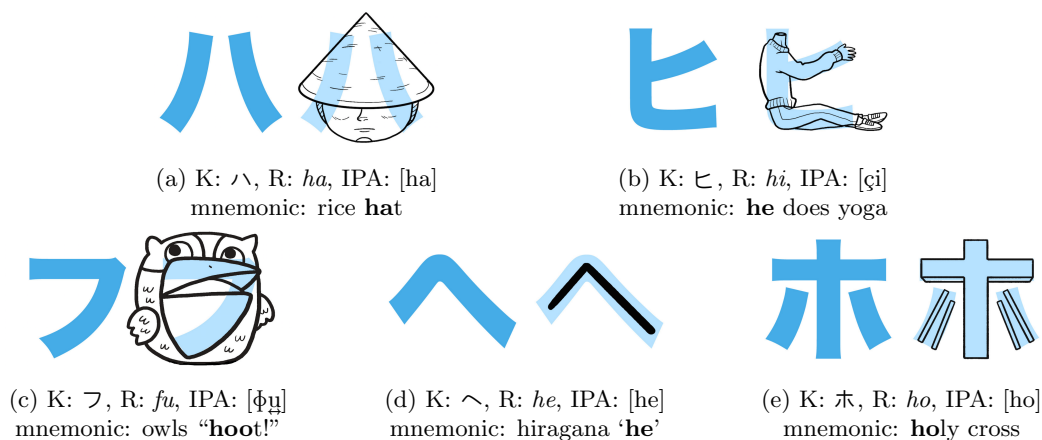 ハ
ヒ
(a) K: ハ, R: ha, IPA: [ha]
mnemonic: rice hat
(b) K: ヒ, R: hi, IPA: [çi]
mnemonic: he does yoga
フ
ヘ
ホ
(c) K: フ, R: fu, IPA: [ɸu͍]
mnemonic: owls “hoot!”
(d) K: ヘ, R: he, IPA: [he]
mnemonic: hiragana ‘he’
(e) K: ホ, R: ho, IPA: [ho]
mnemonic: holy cross